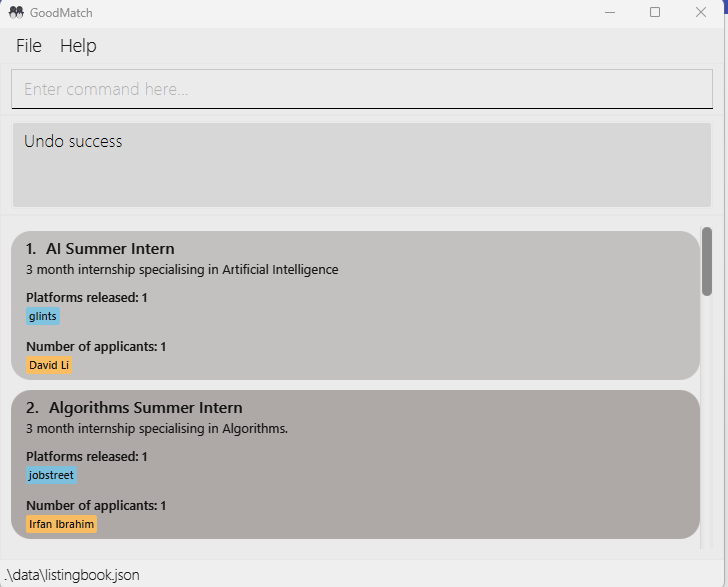 GoodMatch
File Help
Enter command here...
Undo success
1. AI Summer Intern
3 month internship specialising in Artificial Intelligence
Platforms released: 1
glints
Number of applicants: 1
David Li
2. Algorithms Summer Intern
3 month internship specialising in Algorithms.
Platforms released: 1
jobstreet
Number of applicants: 1
Irfan Ibrahim
.\data\listingbook.json